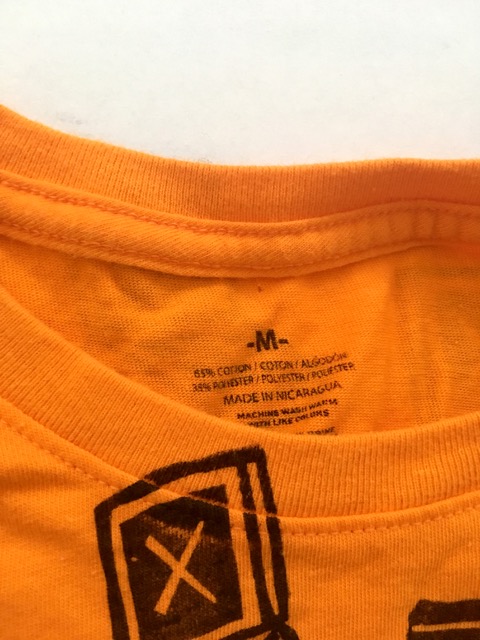 -M-
65% COTTON / COTON / ALGODÓN
35% POLYESTER / POLYESTER / POLIÉSTER
MADE IN NICARAGUA
MACHINE WASH WARM
WITH LIKE COLORS
X